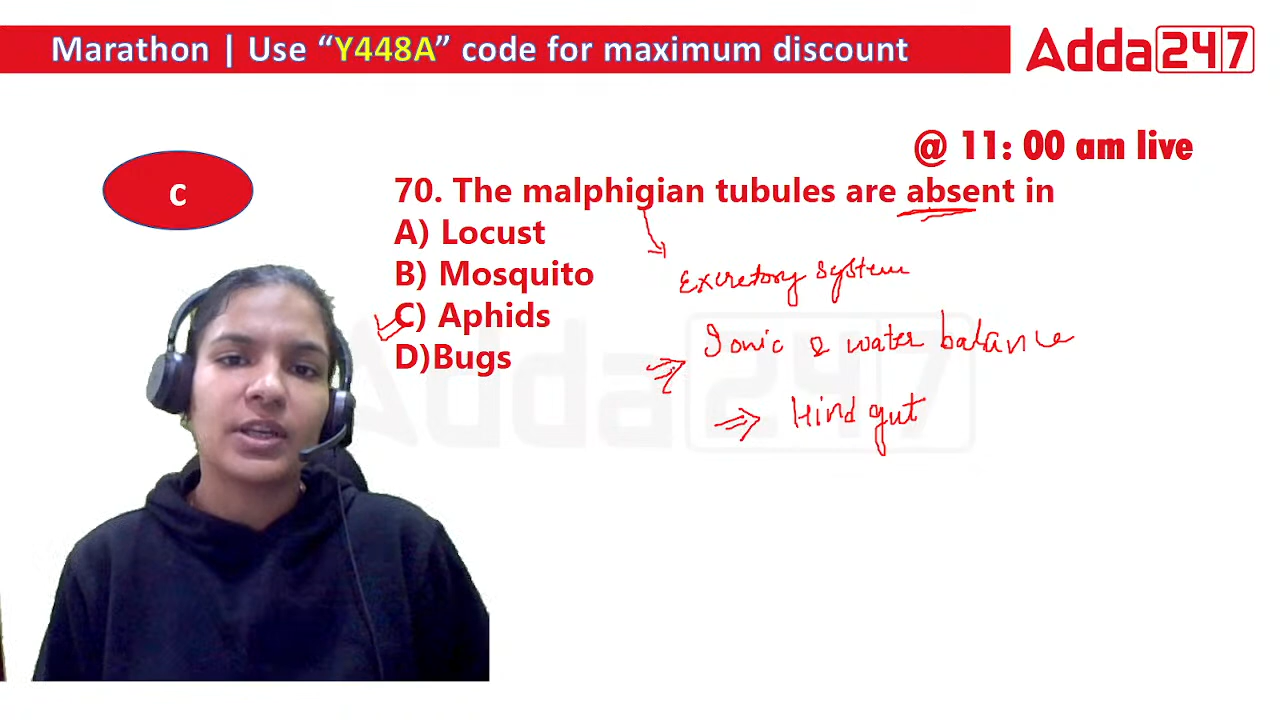 Marathon | Use “Y448A” code for maximum discount
Adda247
@ 11: 00 am live
C
70. The malphigian tubules are absent in
A) Locust
B) Mosquito
C) Aphids
D)Bugs
Excretory system
Ionic & water balance
Hind gut
Adda247